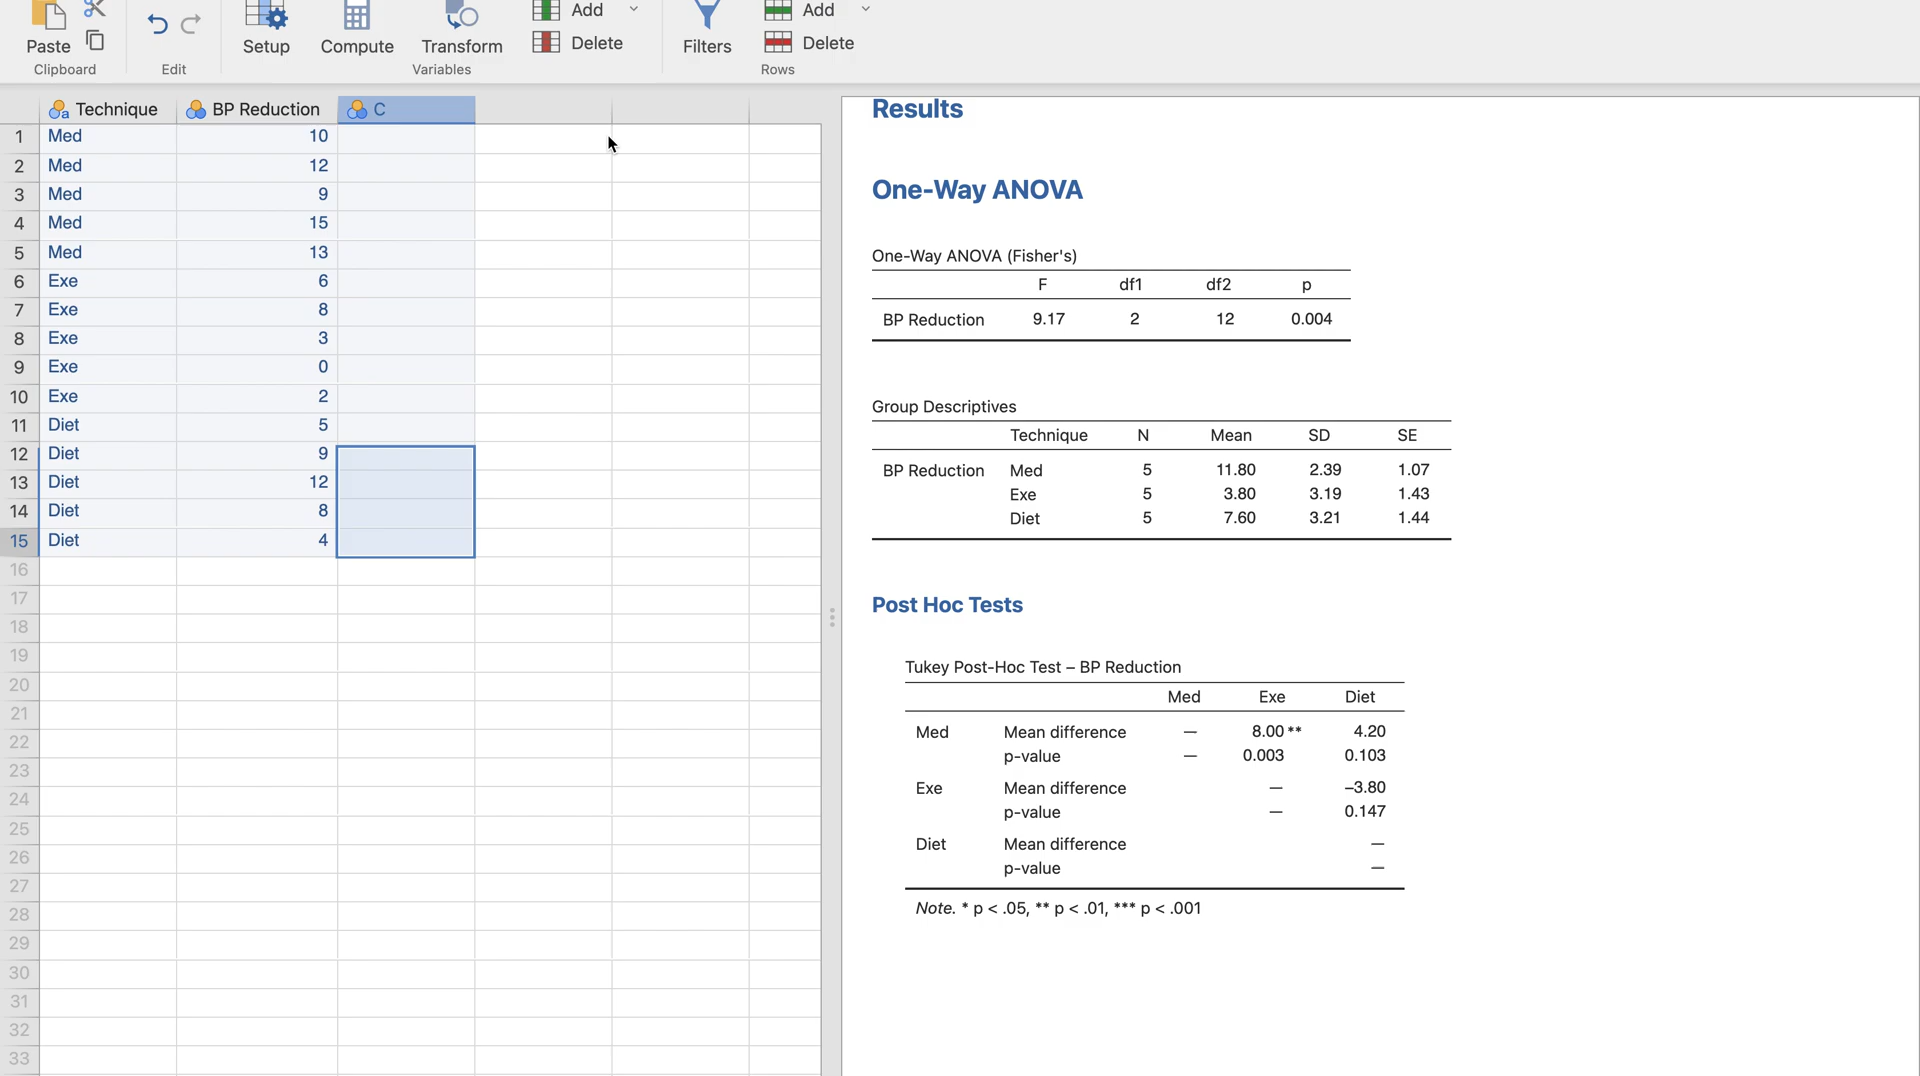 Paste
Clipboard
Edit
Setup
Compute
Transform
Add
Delete
Variables
Filters
Add
Delete
Rows
Technique BP Reduction C
1 Med 10
2 Med 12
3 Med 9
4 Med 15
5 Med 13
6 Exe 6
7 Exe 8
8 Exe 3
9 Exe 0
10 Exe 2
11 Diet 5
12 Diet 9
13 Diet 12
14 Diet 8
15 Diet 4
16
17
18
19
20
21
22
23
24
25
26
27
28
29
30
31
32
33
Results
One-Way ANOVA
One-Way ANOVA (Fisher's)
F df1 df2 p
BP Reduction 9.17 2 12 0.004
Group Descriptives
Technique N Mean SD SE
BP Reduction Med 5 11.80 2.39 1.07
Exe 5 3.80 3.19 1.43
Diet 5 7.60 3.21 1.44
Post Hoc Tests
Tukey Post-Hoc Test – BP Reduction
Med Exe Diet
Med Mean difference — 8.00 ** 4.20
p-value — 0.003 0.103
Exe Mean difference — –3.80
p-value — 0.147
Diet Mean difference —
p-value —
Note. * p < .05, ** p < .01, *** p < .001